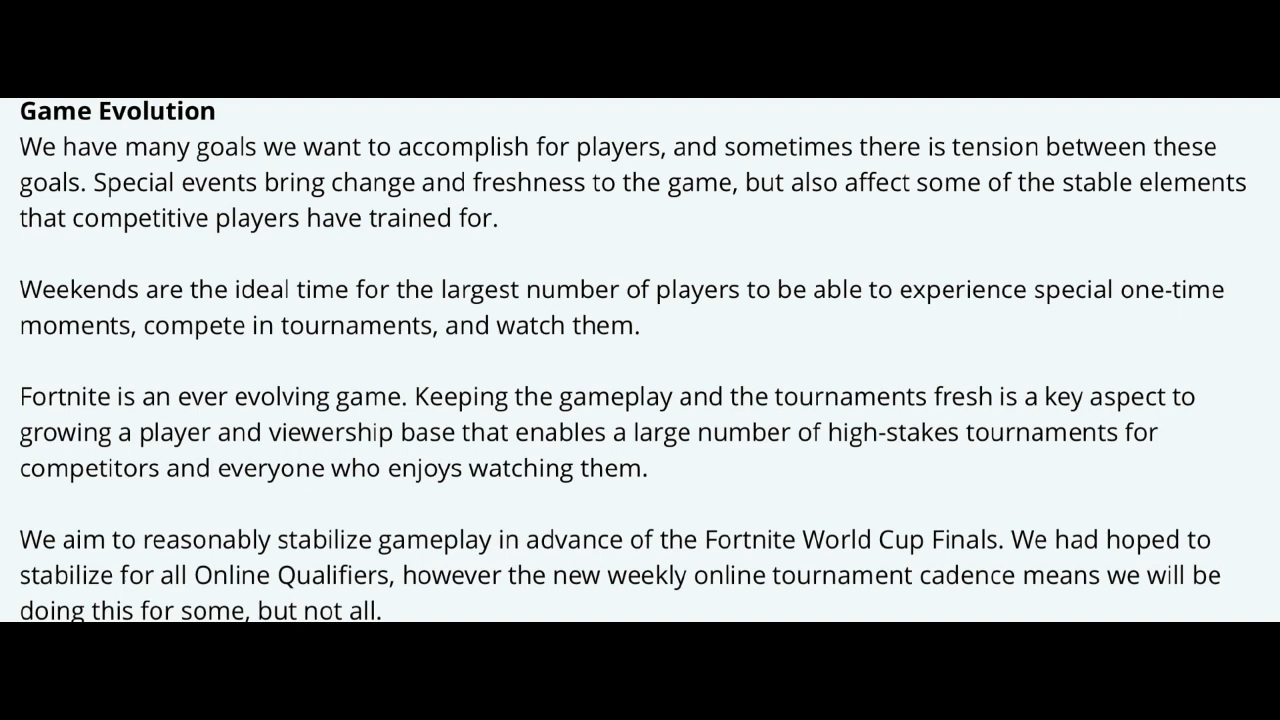 Game Evolution
We have many goals we want to accomplish for players, and sometimes there is tension between these
goals. Special events bring change and freshness to the game, but also affect some of the stable elements
that competitive players have trained for.
Weekends are the ideal time for the largest number of players to be able to experience special one-time
moments, compete in tournaments, and watch them.
Fortnite is an ever evolving game. Keeping the gameplay and the tournaments fresh is a key aspect to
growing a player and viewership base that enables a large number of high-stakes tournaments for
competitors and everyone who enjoys watching them.
We aim to reasonably stabilize gameplay in advance of the Fortnite World Cup Finals. We had hoped to
stabilize for all Online Qualifiers, however the new weekly online tournament cadence means we will be
doing this for some, but not all.